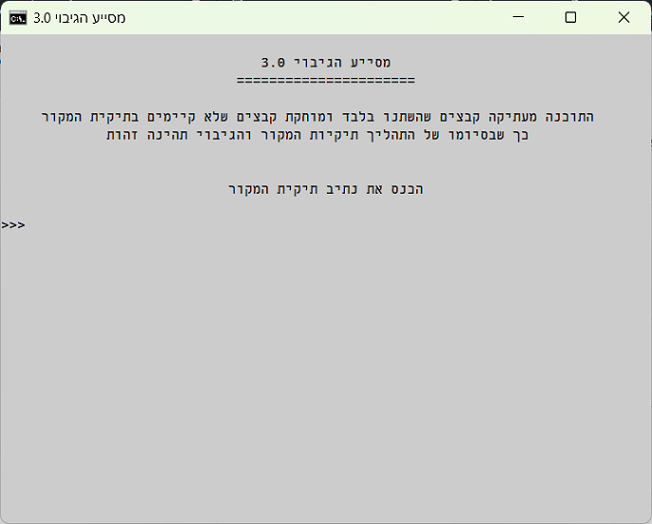 מסייע הגיבוי 3.0
מסייע הגיבוי 3.0
======================
התוכנה מעתיקה קבצים שהשתנו בלבד ומוחקת קבצים שלא קיימים בתיקית המקור
כך שבסיומו של התהליך תיקיות המקור והגיבוי תהינה זהות
הכנס את נתיב תיקית המקור
>>>